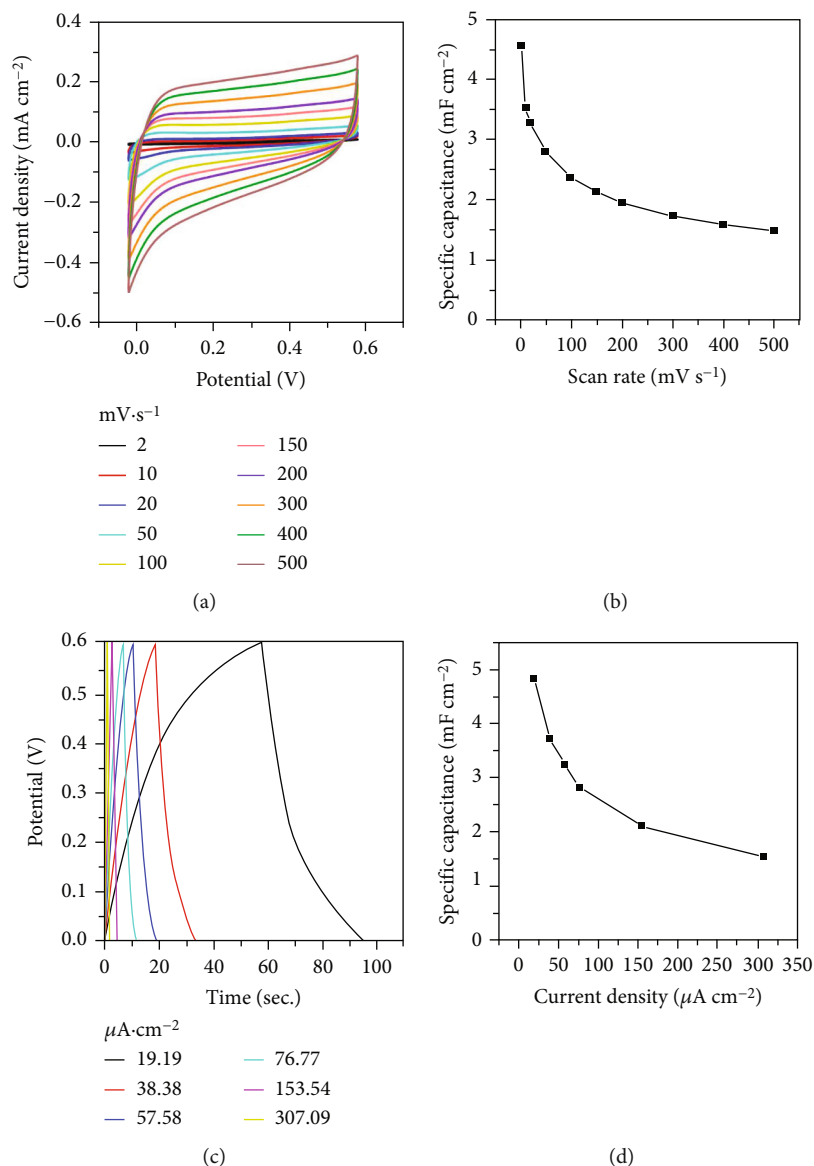 0.4
0.2
0.0
−0.2
−0.4
−0.6
Current density (mA cm−2)
0.0 0.2 0.4 0.6
Potential (V)
mV·s−1
2 150
10 200
20 300
50 400
100 500
(a)
5
4
3
2
1
0
Specific capacitance (mF cm−2)
0 100 200 300 400 500
Scan rate (mV s−1)
(b)
0.6
0.5
0.4
0.2
0.1
0.0
Potential (V)
0 20 40 60 80 100
Time (sec.)
μA·cm−2
19.19 76.77
38.38 153.54
57.58 307.09
(c)
5
4
3
2
1
0
Specific capacitance (mF cm−2)
0 50 100 150 200 250 300 350
Current density (μA cm−2)
(d)